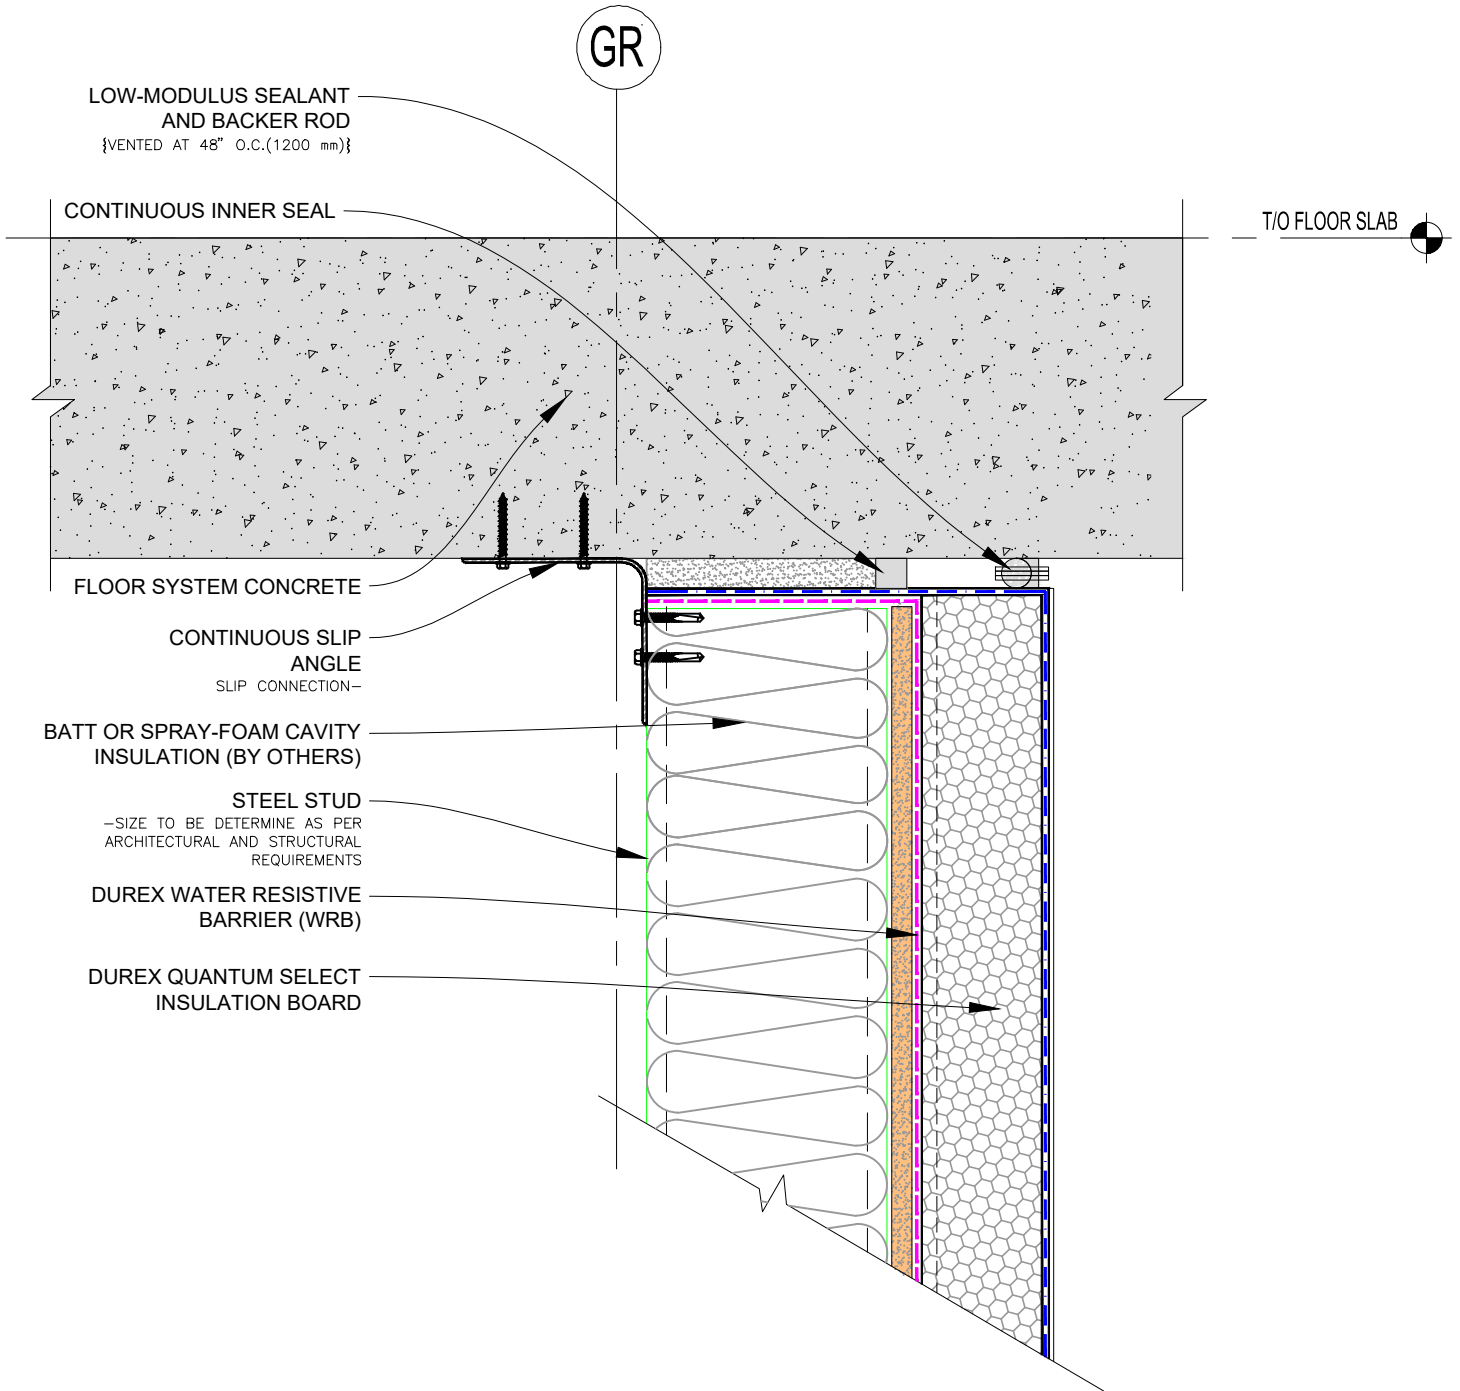 GR
LOW-MODULUS SEALANT
AND BACKER ROD
{VENTED AT 48" O.C.(1200 mm)}
CONTINUOUS INNER SEAL
T/O FLOOR SLAB
FLOOR SYSTEM CONCRETE
CONTINUOUS SLIP
ANGLE
SLIP CONNECTION-
BATT OR SPRAY-FOAM CAVITY
INSULATION (BY OTHERS)
STEEL STUD
-SIZE TO BE DETERMINE AS PER
ARCHITECTURAL AND STRUCTURAL
REQUIREMENTS
DUREX WATER RESISTIVE
BARRIER (WRB)
DUREX QUANTUM SELECT
INSULATION BOARD